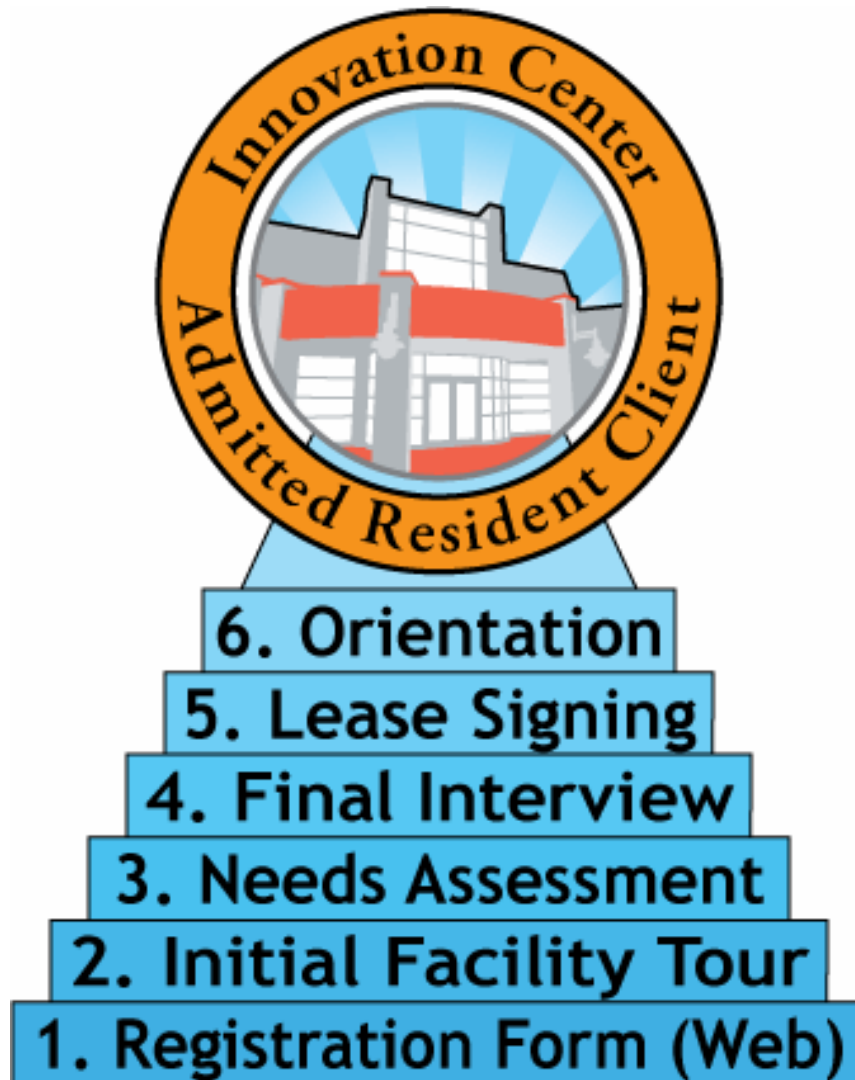 Innovation Center
Admitted Resident Client
6. Orientation
5. Lease Signing
4. Final Interview
3. Needs Assessment
2. Initial Facility Tour
1. Registration Form (Web)